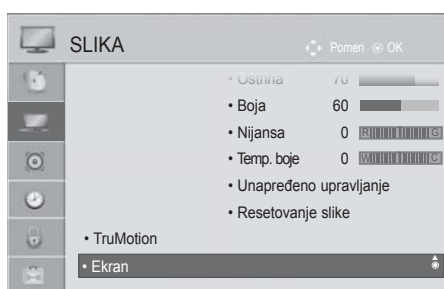 SLIKA
Pomeri OK
• Oštrina 70
• Boja 60
• Nijansa 0 R G
• Temp. boje 0 W C
• Unapređeno upravljanje
• Resetovanje slike
• TruMotion
• Ekran